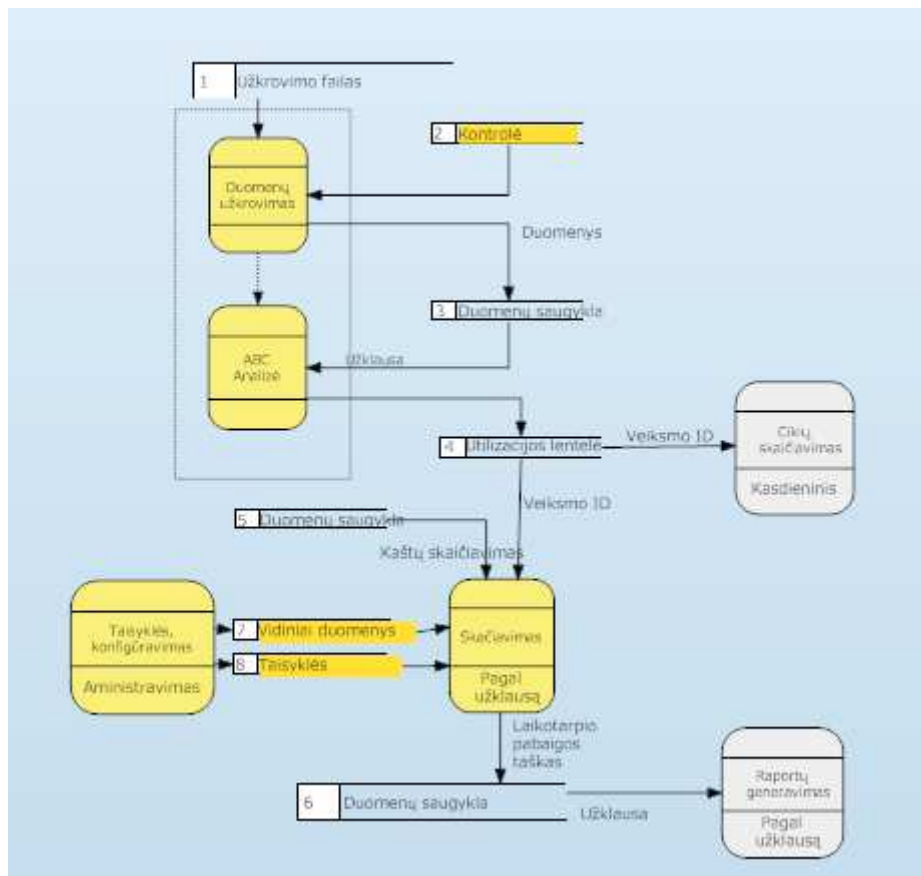 1 Užkrovimo failas
2 Kontrolė
Duomenų
užkrovimas
Duomenys
3 Duomenų saugykla
Užklausa
ABC
Analizė
4 Utilizacijos lentelė
Veiksmo ID
Ciklų
skaičiavimas
Kasdieninis
Veiksmo ID
5 Duomenų saugykla
Kaštų skaičiavimas
Taisyklės,
konfigūravimas
Aministravimas
7 Vidiniai duomenys
8 Taisyklės
Skačiavimas
Pagal
užklausą
Laikotarpio
pabaigos
taškas
6 Duomenų saugykla
Užklausa
Raportų
generavimas
Pagal
užklausą